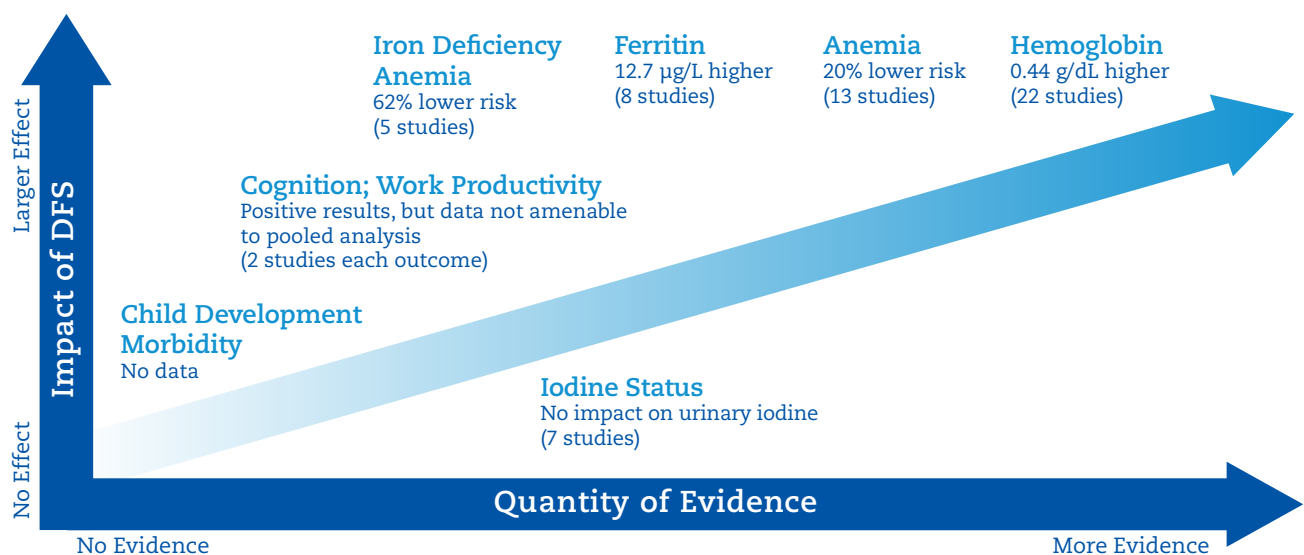 Impact of DFS
Larger Effect
No Effect
Iron Deficiency
Anemia
62% lower risk
(5 studies)
Ferritin
12.7 µg/L higher
(8 studies)
Anemia
20% lower risk
(13 studies)
Hemoglobin
0.44 g/dL higher
(22 studies)
Cognition; Work Productivity
Positive results, but data not amenable
to pooled analysis
(2 studies each outcome)
Child Development
Morbidity
No data
Iodine Status
No impact on urinary iodine
(7 studies)
Quantity of Evidence
No Evidence
More Evidence